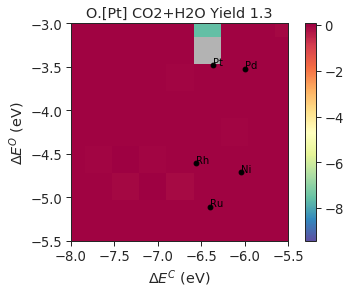 O.[Pt] CO2+H2O Yield 1.3
ΔE^O (eV)
−3.0
−3.5
−4.0
−4.5
−5.0
−5.5
Pt
Pd
Rh
Ni
Ru
−8.0 −7.5 −7.0 −6.5 −6.0 −5.5
ΔE^C (eV)
0
−2
−4
−6
−8